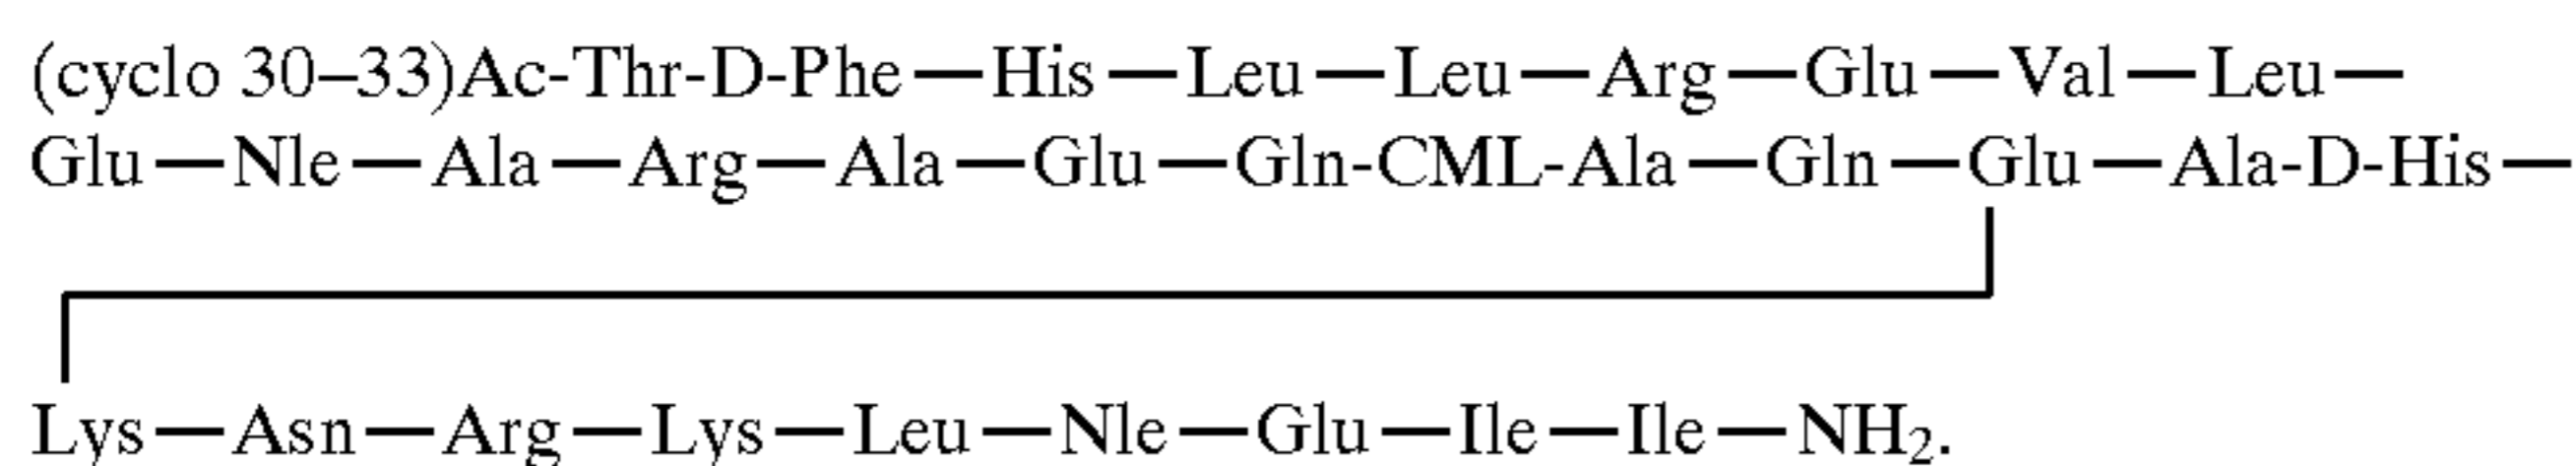 (cyclo 30–33)Ac-Thr-D-Phe—His—Leu—Leu—Arg—Glu—Val—Leu—
Glu—Nle—Ala—Arg—Ala—Glu—Gln-CML-Ala—Gln—Glu—Ala-D-His—
Lys—Asn—Arg—Lys—Leu—Nle—Glu—Ile—Ile—NH₂.